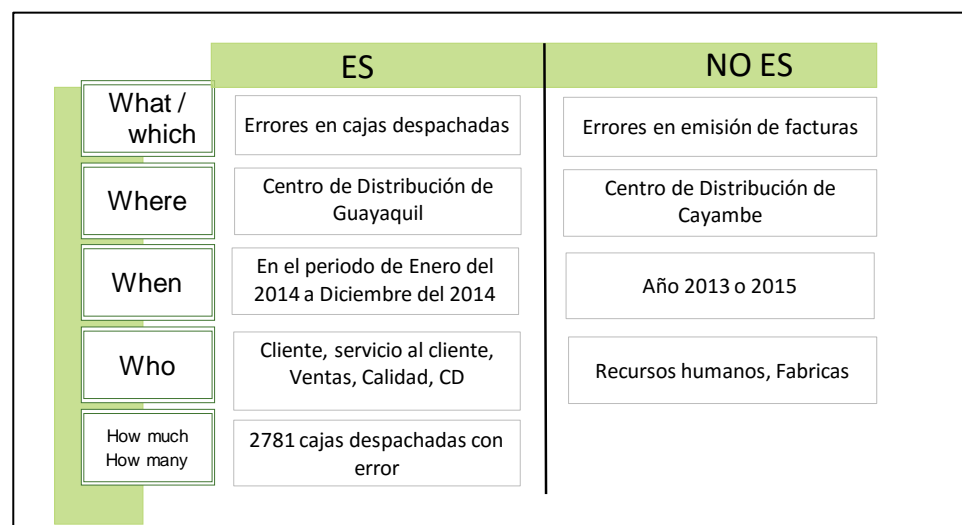 ES
NO ES
What /
which
Errores en cajas despachadas
Errores en emisión de facturas
Where
Centro de Distribución de
Guayaquil
Centro de Distribución de
Cayambe
When
En el periodo de Enero del
2014 a Diciembre del 2014
Año 2013 o 2015
Who
Cliente, servicio al cliente,
Ventas, Calidad, CD
Recursos humanos, Fabricas
How much
How many
2781 cajas despachadas con
error